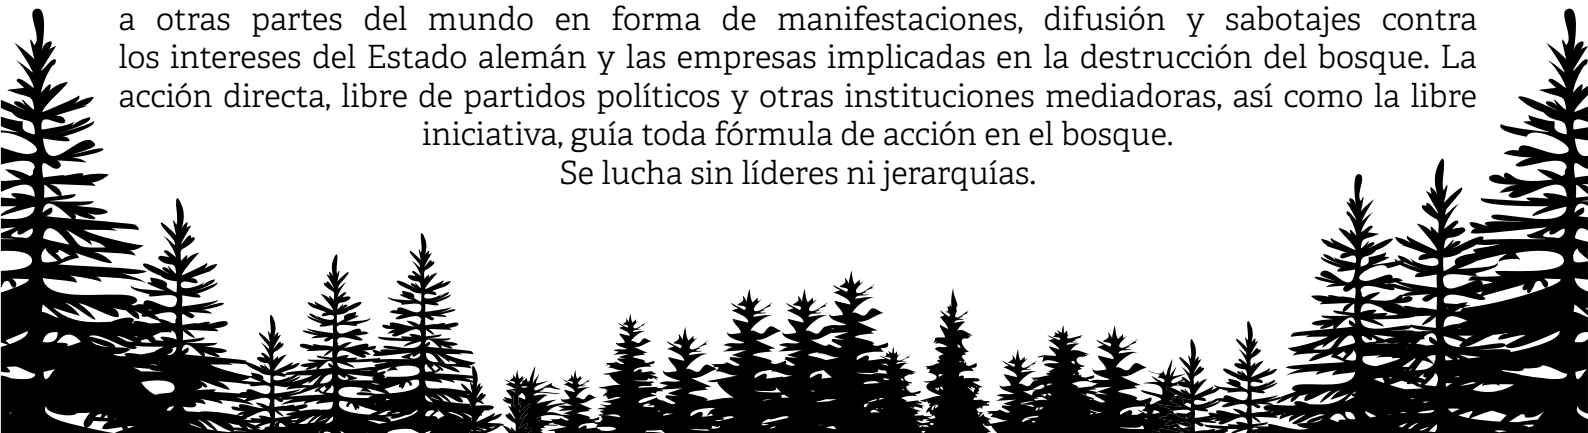 a otras partes del mundo en forma de manifestaciones, difusión y sabotajes contra
los intereses del Estado alemán y las empresas implicadas en la destrucción del bosque. La
acción directa, libre de partidos políticos y otras instituciones mediadoras, así como la libre
iniciativa, guía toda fórmula de acción en el bosque.
Se lucha sin líderes ni jerarquías.